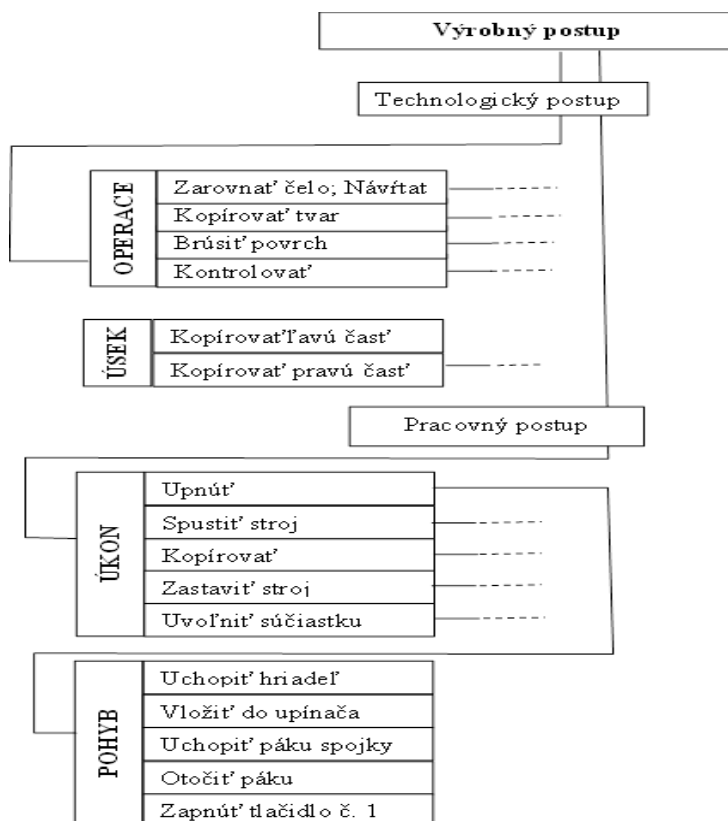 Výrobný postup
Technologický postup
OPERACE
Zarovnať čelo; Návŕtat
Kopírovať tvar
Brúsiť povrch
Kontrolovať
ÚSEK
Kopírovať ľavú časť
Kopírovať pravú časť
Pracovný postup
ÚKON
Upnúť
Spustiť stroj
Kopírovať
Zastaviť stroj
Uvoľniť súčiastku
POHYB
Uchopiť hriadeľ
Vložiť do upínača
Uchopiť páku spojky
Otočiť páku
Zapnúť tlačidlo č. 1